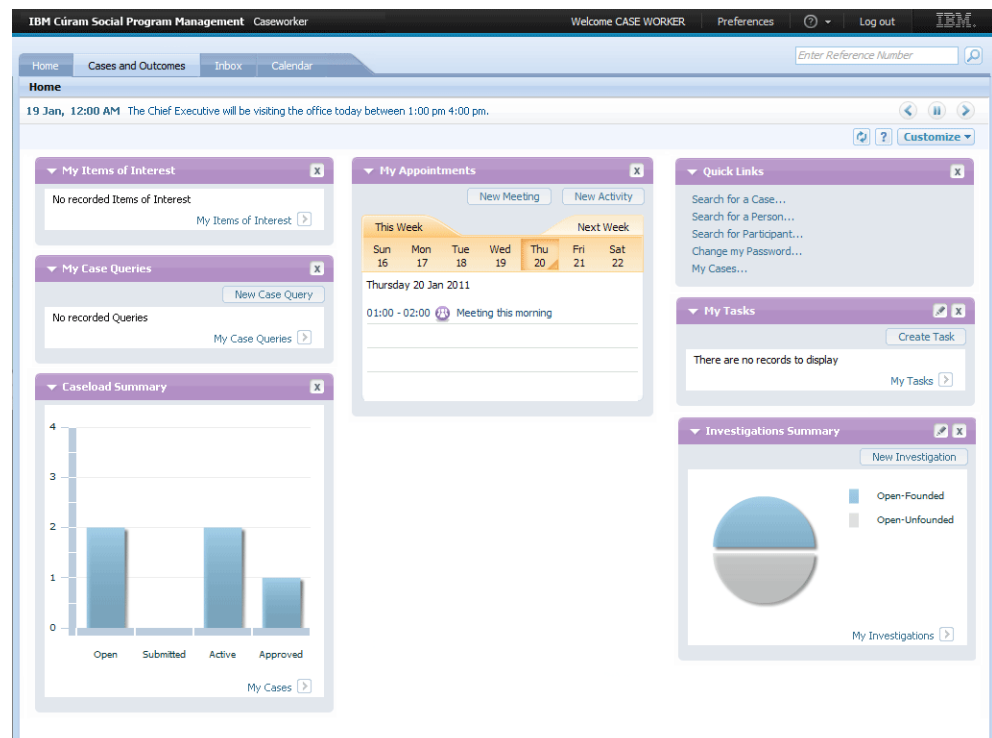 IBM Cúram Social Program Management Caseworker
Welcome CASE WORKER Preferences ? Log out IBM.
Home Cases and Outcomes Inbox Calendar
Enter Reference Number
Home
19 Jan, 12:00 AM The Chief Executive will be visiting the office today between 1:00 pm 4:00 pm.
? Customize
My Items of Interest x
No recorded Items of Interest
My Items of Interest
My Case Queries x
New Case Query
No recorded Queries
My Case Queries
Caseload Summary x
4
3
2
1
0
Open Submitted Active Approved
My Cases
My Appointments x
New Meeting New Activity
This Week Next Week
Sun Mon Tue Wed Thu Fri Sat
16 17 18 19 20 21 22
Thursday 20 Jan 2011
01:00 - 02:00 Meeting this morning
Quick Links x
Search for a Case...
Search for a Person...
Search for Participant...
Change my Password...
My Cases...
My Tasks x
Create Task
There are no records to display
My Tasks
Investigations Summary x
New Investigation
Open-Founded
Open-Unfounded
My Investigations